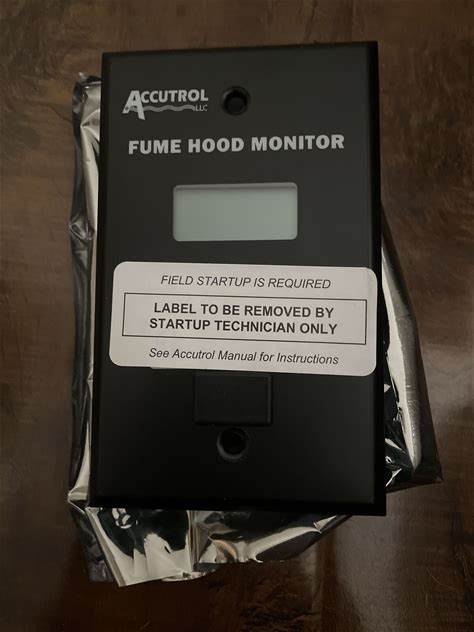 ACCUTROL
LLC
FUME HOOD MONITOR
FIELD STARTUP IS REQUIRED
LABEL TO BE REMOVED BY
STARTUP TECHNICIAN ONLY
See Accutrol Manual for Instructions